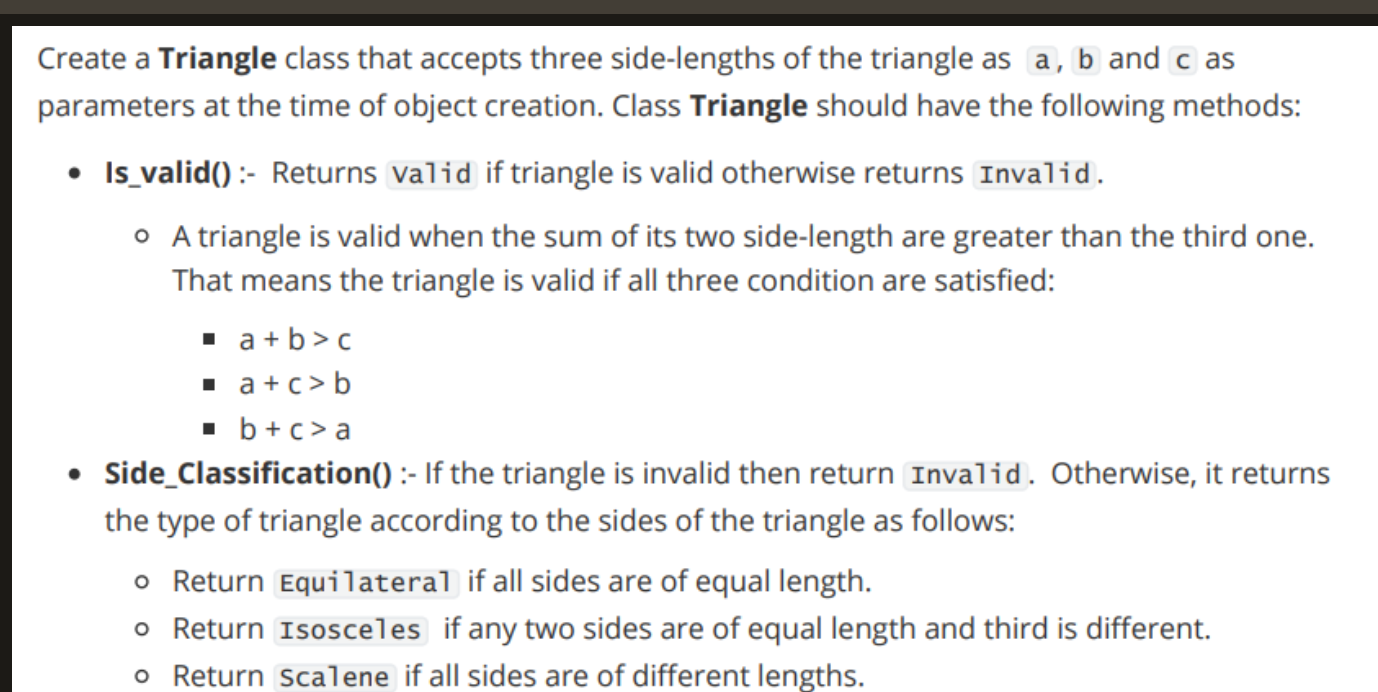 Create a Triangle class that accepts three side-lengths of the triangle as a, b and c as
parameters at the time of object creation. Class Triangle should have the following methods:
• Is_valid() :- Returns Valid if triangle is valid otherwise returns Invalid.
○ A triangle is valid when the sum of its two side-length are greater than the third one.
That means the triangle is valid if all three condition are satisfied:
▪ a + b > c
▪ a + c > b
▪ b + c > a
• Side_Classification() :- If the triangle is invalid then return Invalid. Otherwise, it returns
the type of triangle according to the sides of the triangle as follows:
○ Return Equilateral if all sides are of equal length.
○ Return Isosceles if any two sides are of equal length and third is different.
○ Return Scalene if all sides are of different lengths.